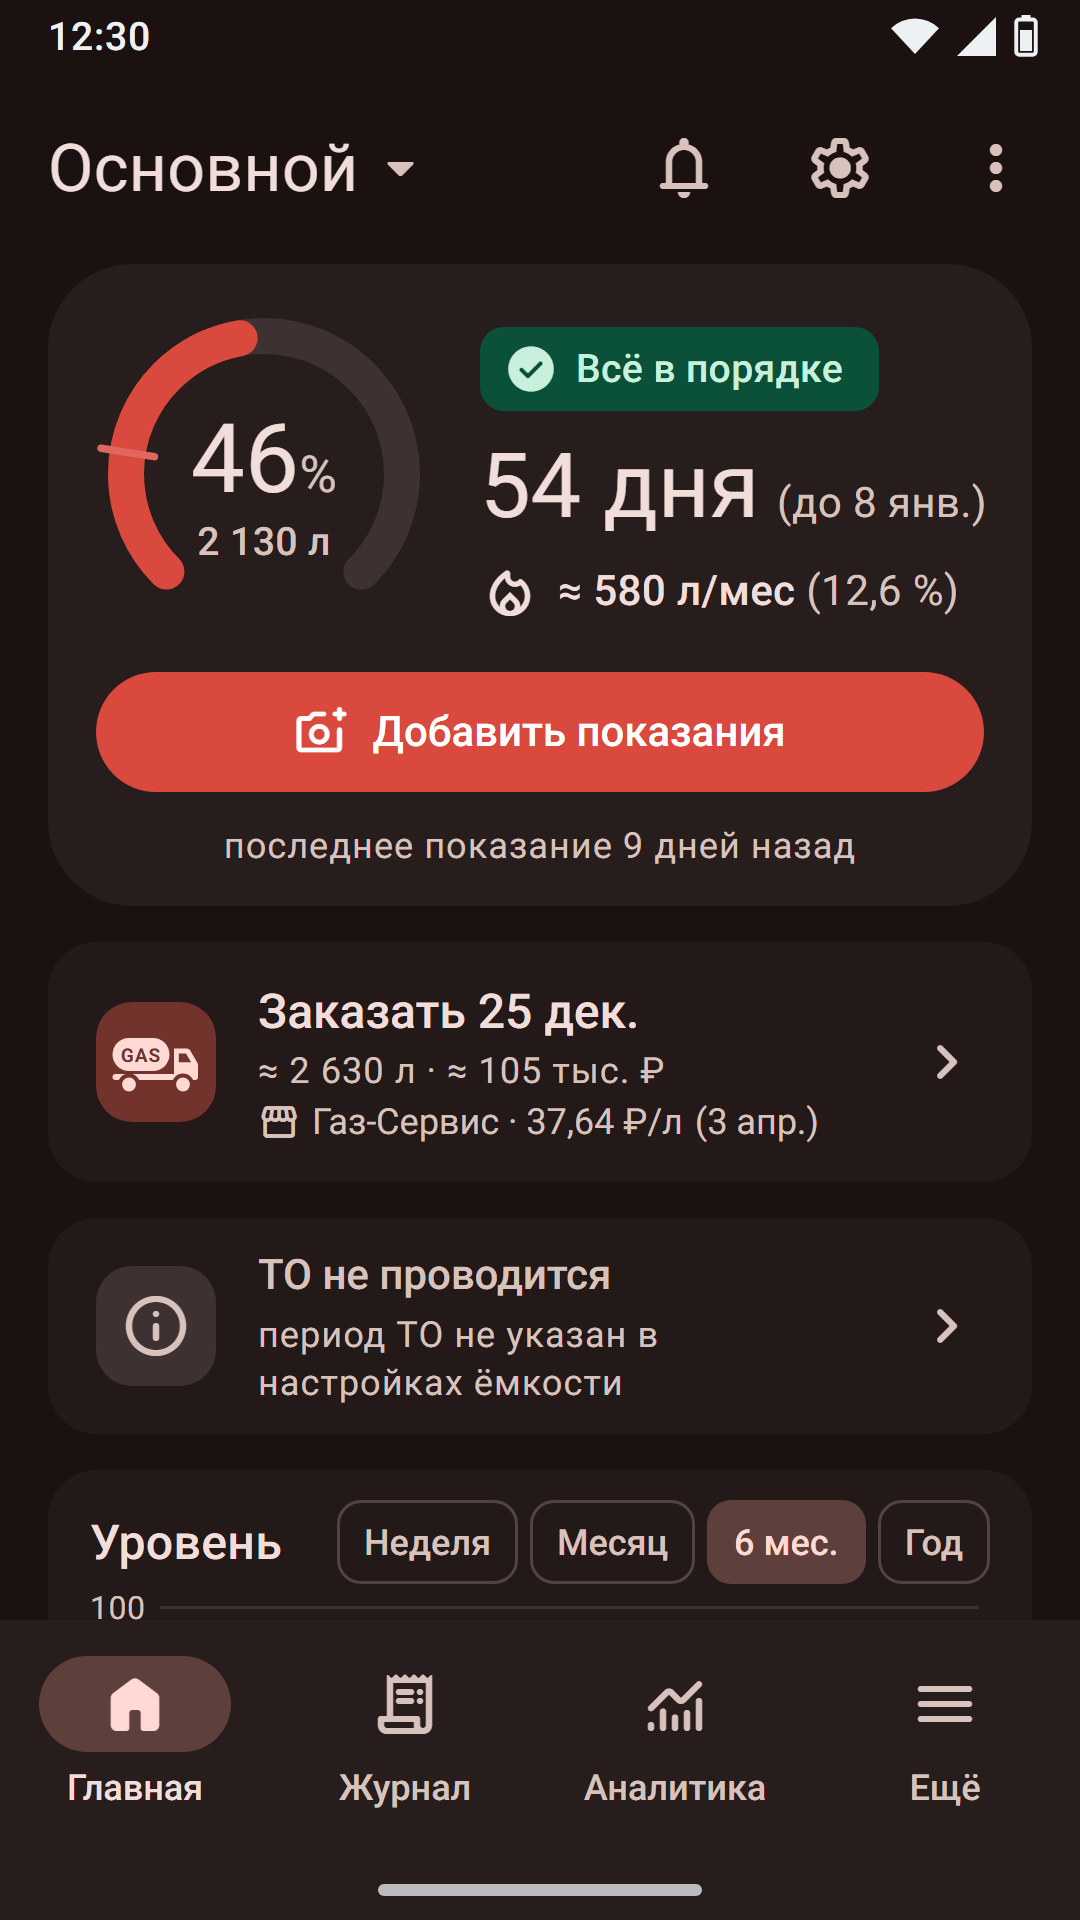 12:30
Основной
46%
2 130 л
Всё в порядке
54 дня (до 8 янв.)
≈ 580 л/мес (12,6 %)
Добавить показания
последнее показание 9 дней назад
GAS
Заказать 25 дек.
≈ 2 630 л · ≈ 105 тыс. ₽
Газ-Сервис · 37,64 ₽/л (3 апр.)
ТО не проводится
период ТО не указан в
настройках ёмкости
Уровень
Неделя
Месяц
6 мес.
Год
100
Главная
Журнал
Аналитика
Ещё